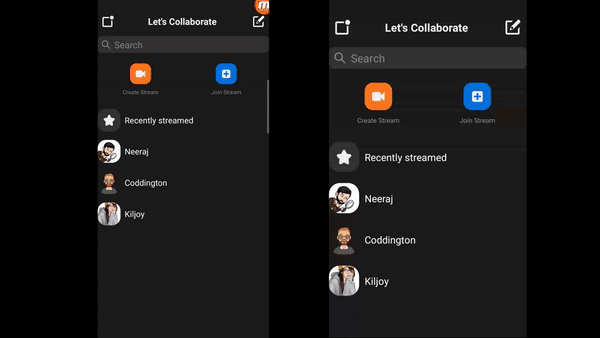 Let's Collaborate
Search
Create Stream
Join Stream
Recently streamed
Neeraj
Coddington
Kiljoy
Let's Collaborate
Search
Create Stream
Join Stream
Recently streamed
Neeraj
Coddington
Kiljoy